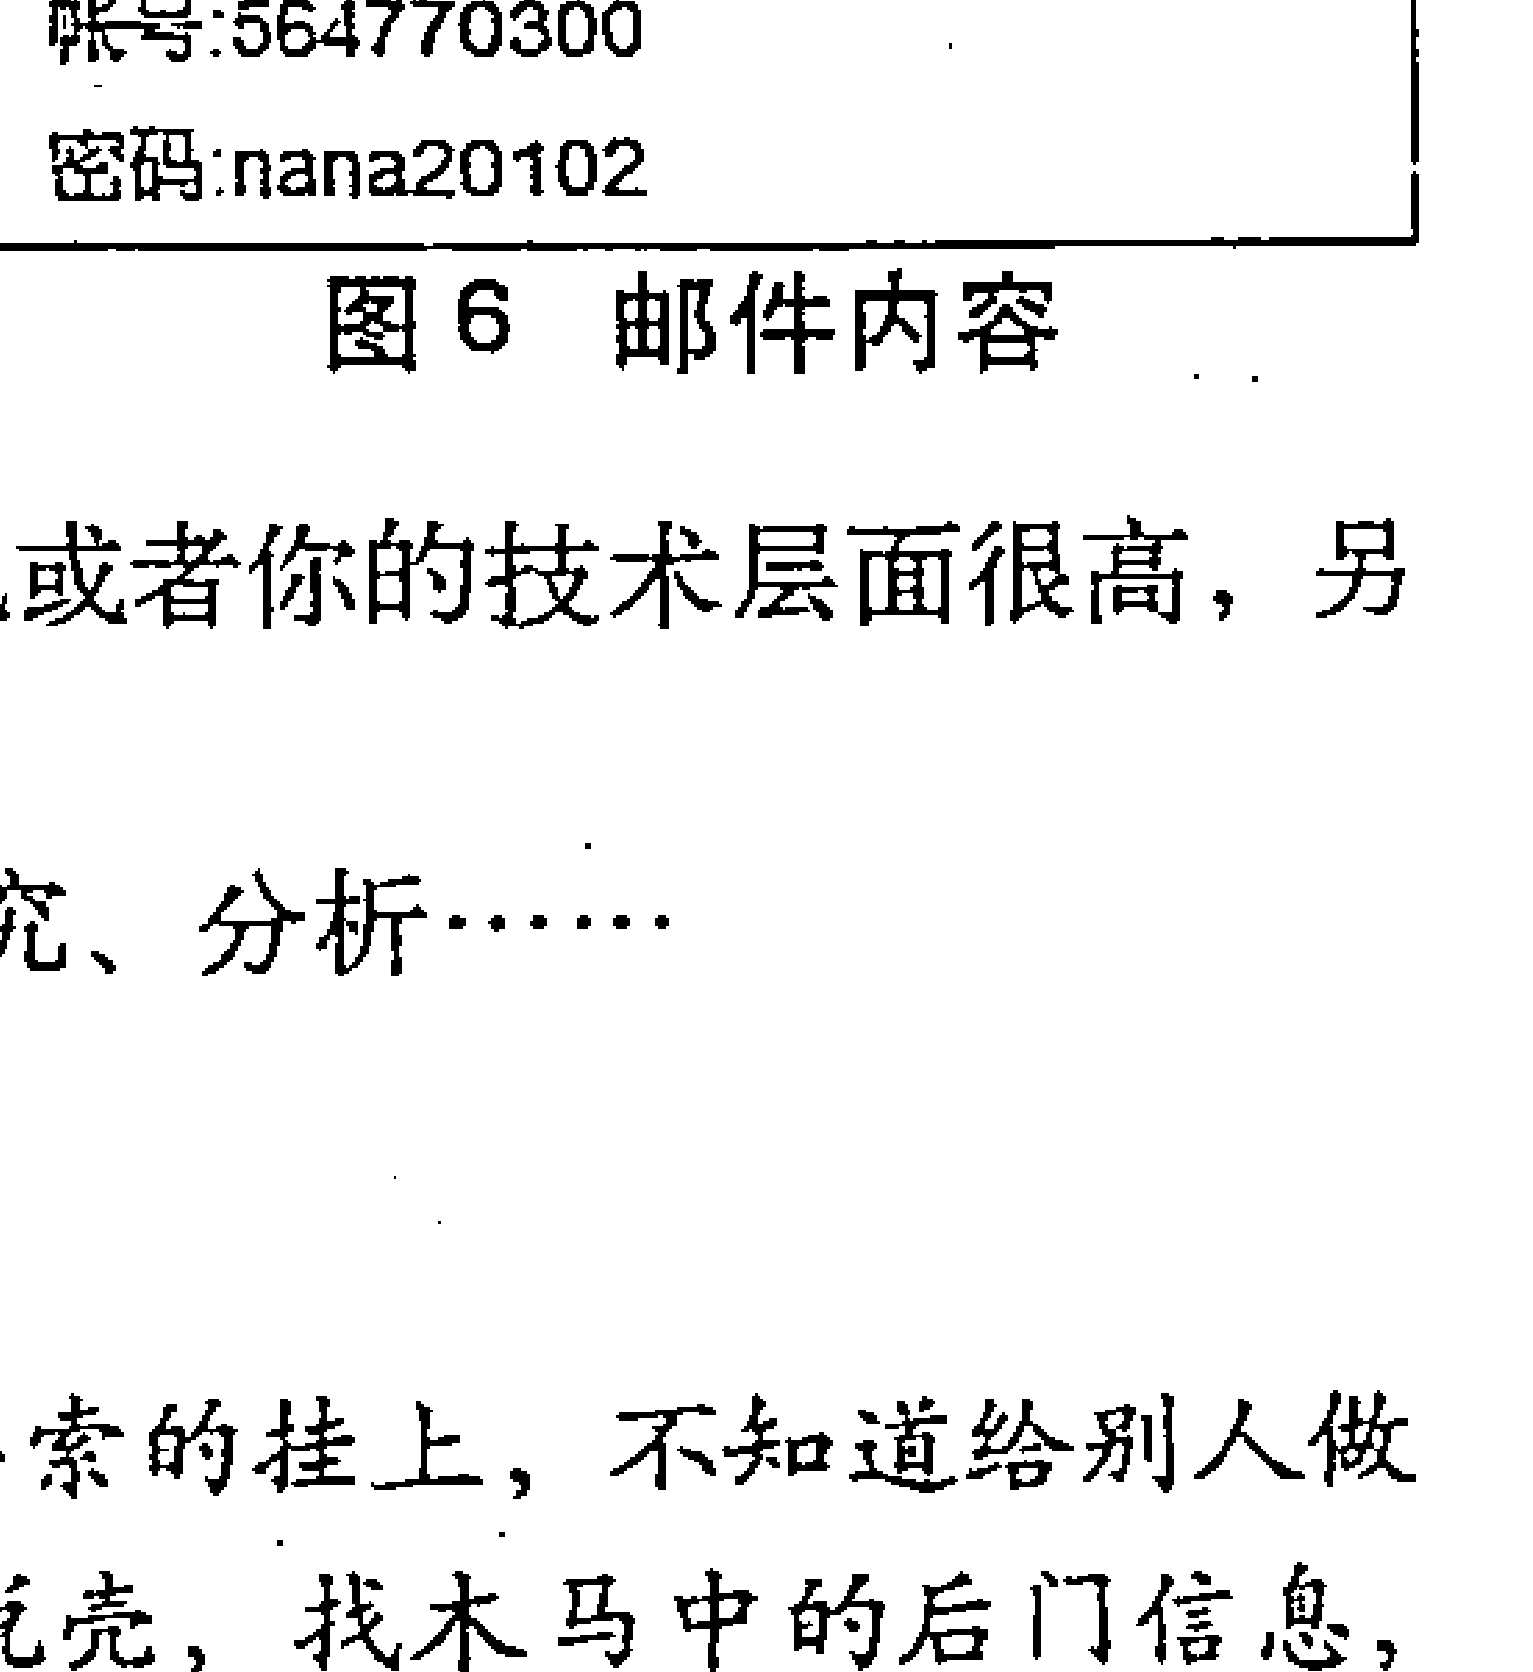 帐号:564770300
密码:nana20102
图 6 邮件内容
或者你的技术层面很高，另
究、分析……
索的挂上，不知道给别人做
壳，找木马中的后门信息，